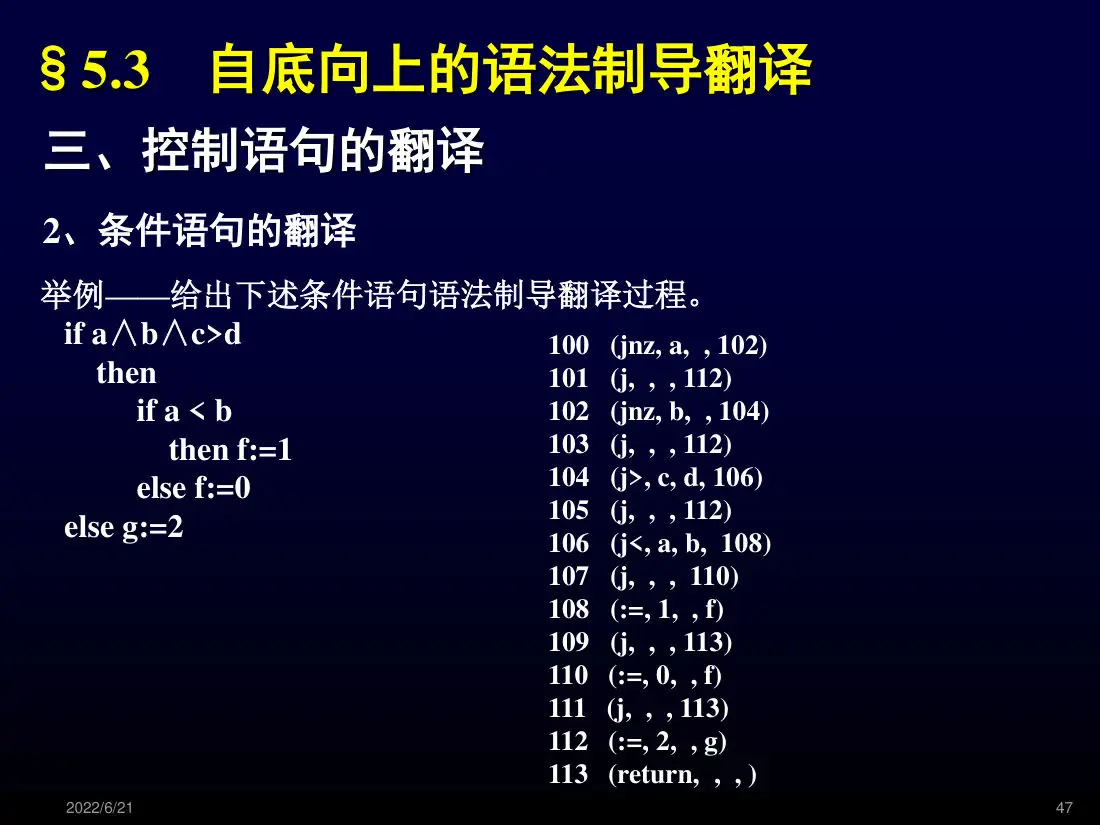 §5.3 自底向上的语法制导翻译
三、控制语句的翻译
2、条件语句的翻译
举例——给出下述条件语句语法制导翻译过程。
if a∧b∧c>d
then
if a < b
then f:=1
else f:=0
else g:=2
100 (jnz, a, , 102)
101 (j, , , 112)
102 (jnz, b, , 104)
103 (j, , , 112)
104 (j>, c, d, 106)
105 (j, , , 112)
106 (j<, a, b, 108)
107 (j, , , 110)
108 (:=, 1, , f)
109 (j, , , 113)
110 (:=, 0, , f)
111 (j, , , 113)
112 (:=, 2, , g)
113 (return, , , )
2022/6/21
47